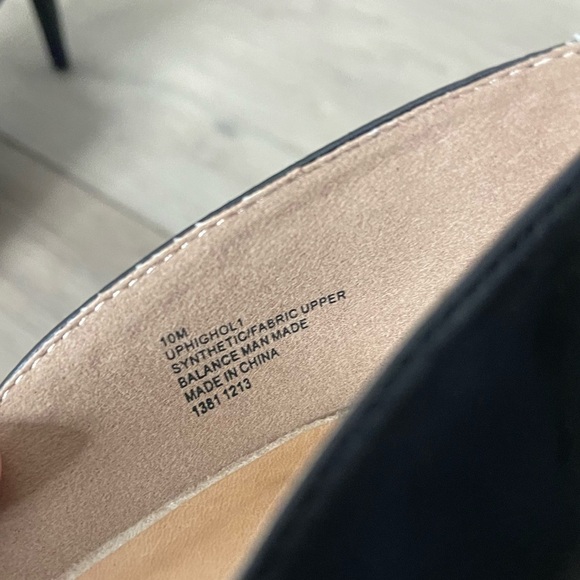 10M
UPHIGHOL1
SYNTHETIC/FABRIC UPPER
BALANCE MAN MADE
MADE IN CHINA
1381 1213